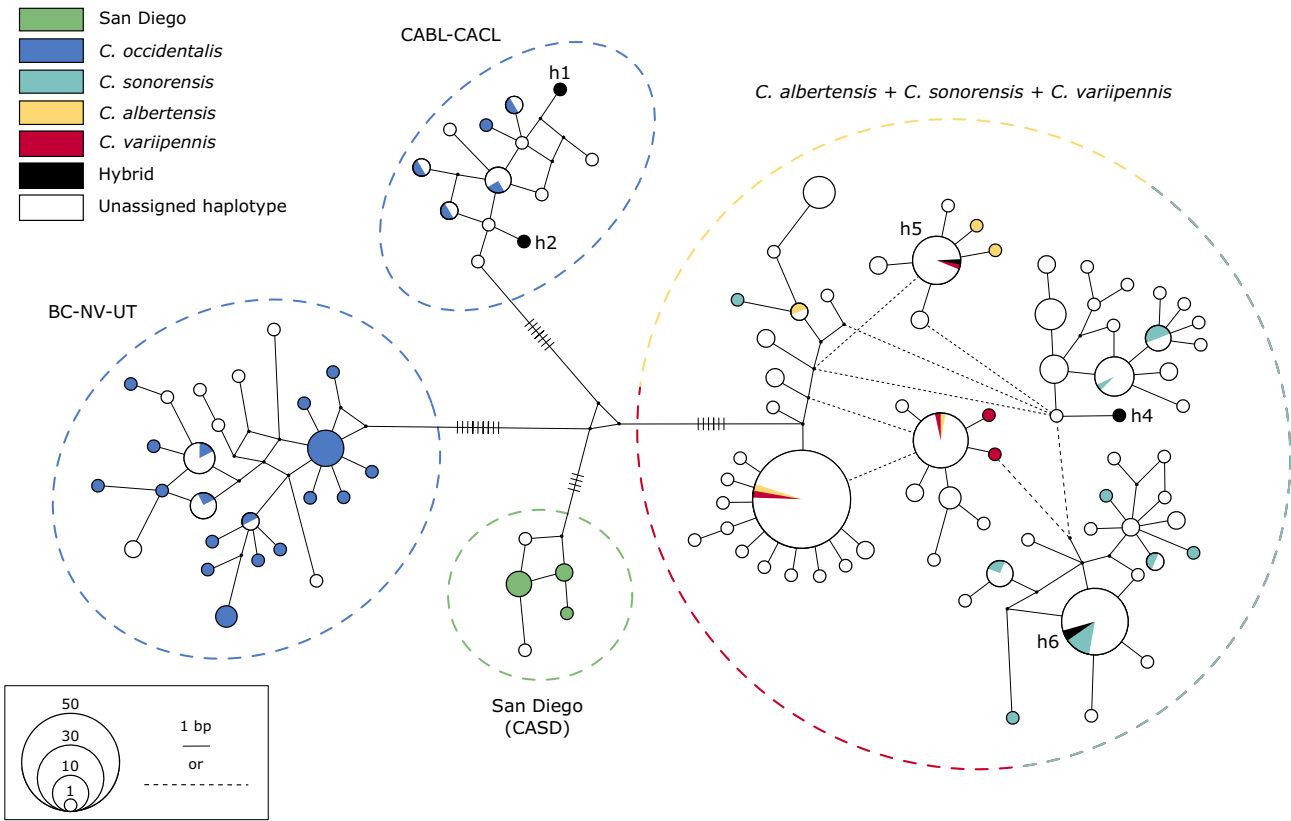 San Diego
C. occidentalis
C. sonorensis
C. albertensis
C. variipennis
Hybrid
Unassigned haplotype
CABL-CACL
h1
h2
C. albertensis + C. sonorensis + C. variipennis
h5
h4
h6
BC-NV-UT
San Diego
(CASD)
50
30
10
1
1 bp
or